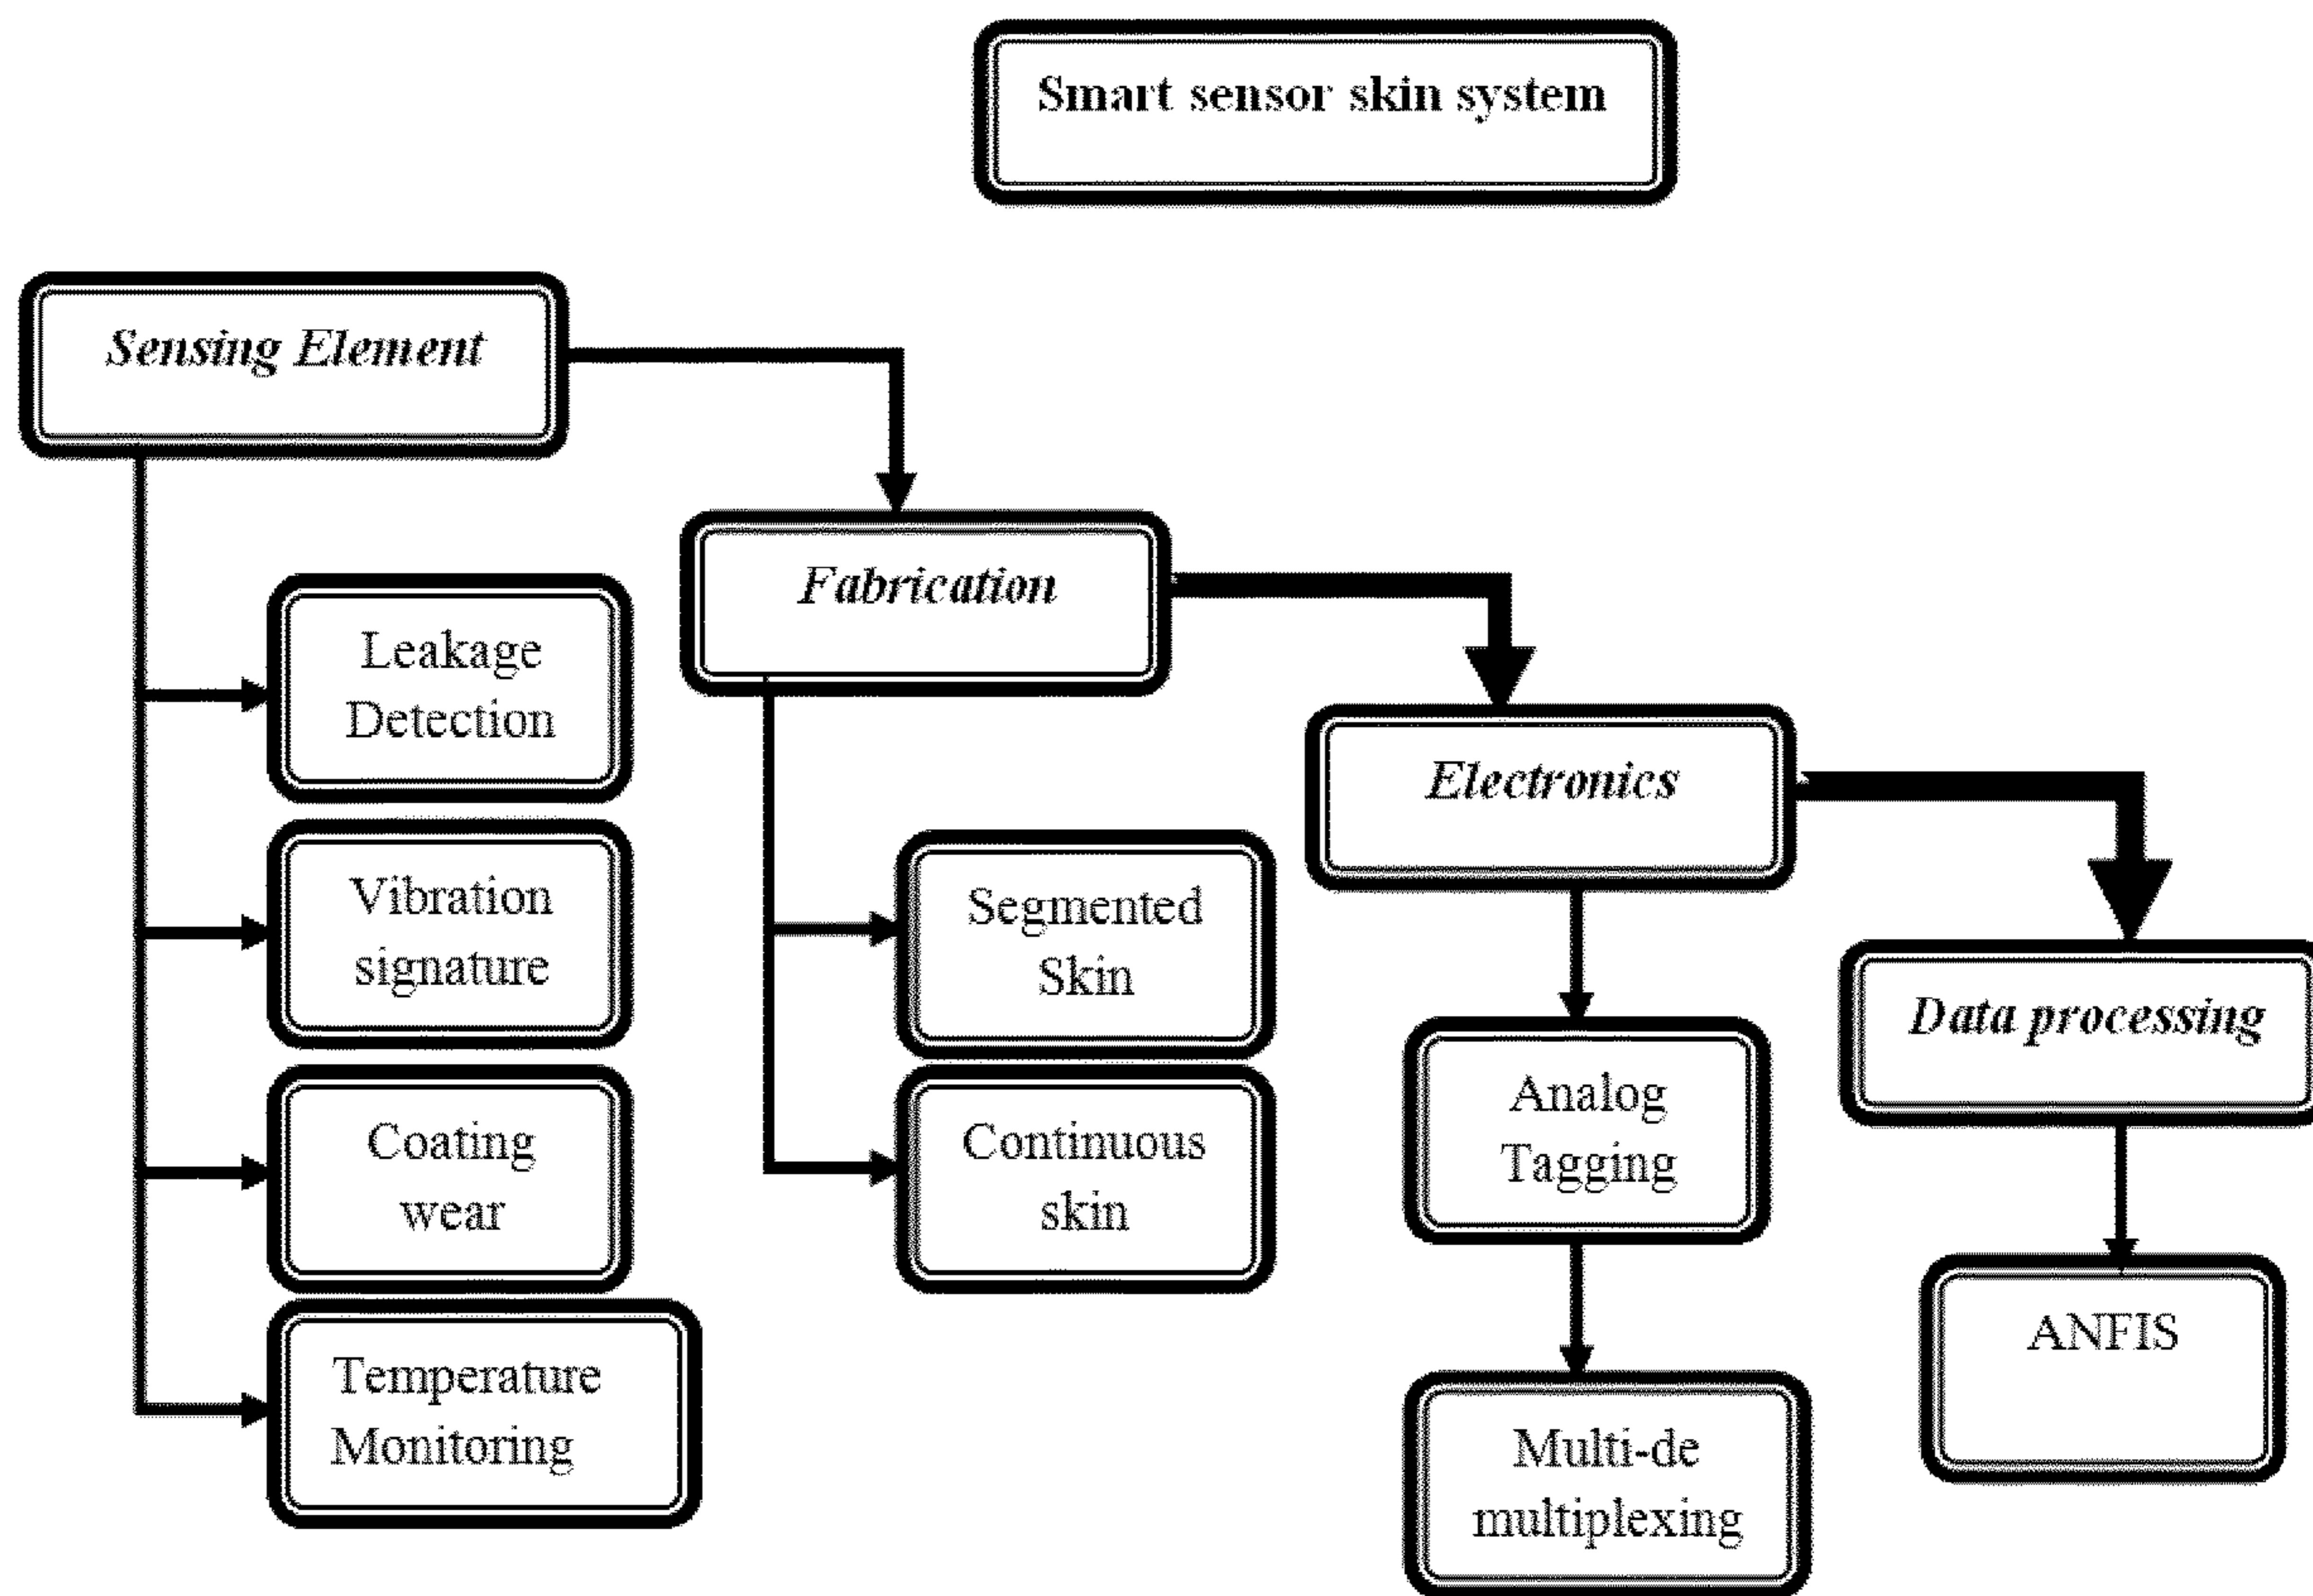 Smart sensor skin system
Sensing Element
Leakage
Detection
Vibration
signature
Coating
wear
Temperature
Monitoring
Fabrication
Segmented
Skin
Continuous
skin
Electronics
Analog
Tagging
Multi-de
multiplexing
Data processing
ANFIS